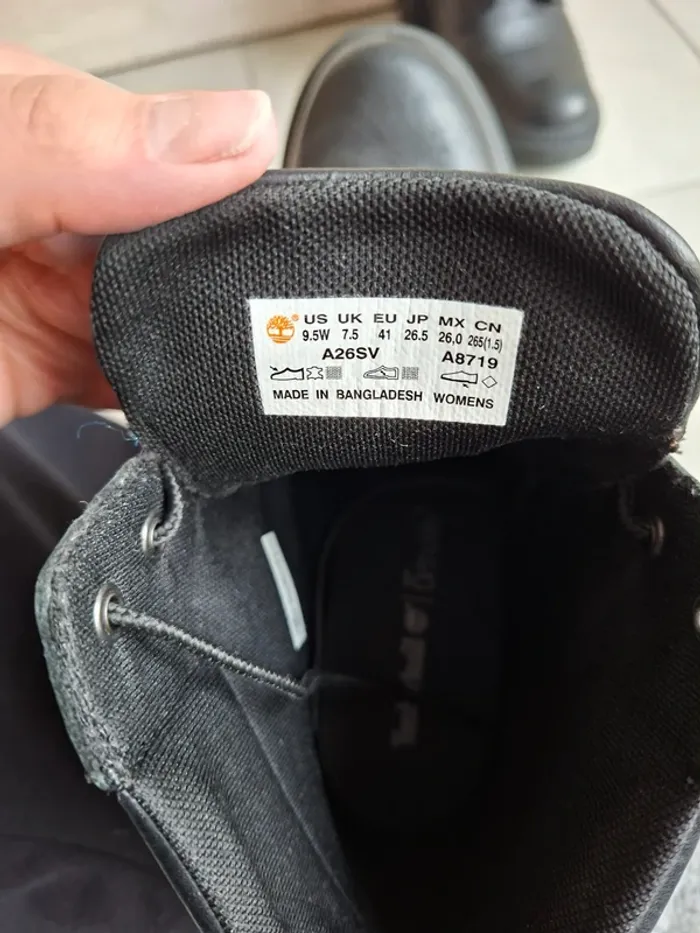 US UK EU JP MX CN
9.5W 7.5 41 26.5 26,0 265(1.5)
A26SV A8719
MADE IN BANGLADESH WOMENS